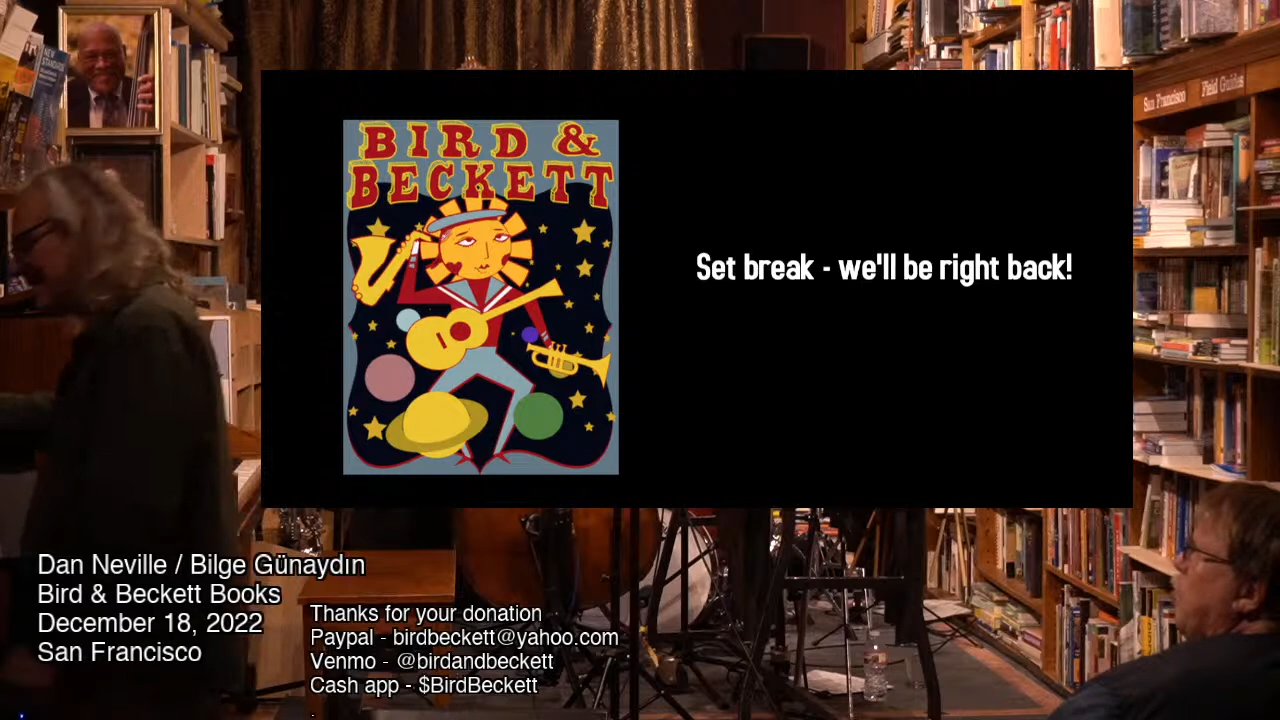 NEW
STANDARD
San Francisco
Field Guides
BIRD &
BECKETT
Set break - we'll be right back!
Dan Neville / Bilge Günaydın
Bird & Beckett Books
December 18, 2022
San Francisco
Thanks for your donation
Paypal - birdbeckett@yahoo.com
Venmo - @birdandbeckett
Cash app - $BirdBeckett